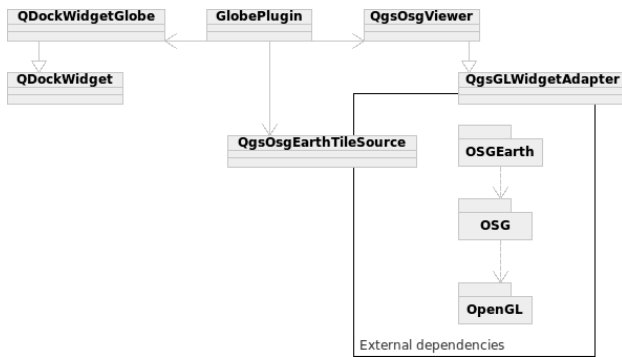 QDockWidgetGlobe
GlobePlugin
QgsOsgViewer
QDockWidget
QgsGLWidgetAdapter
QgsOsgEarthTileSource
OSGEarth
OSG
OpenGL
External dependencies